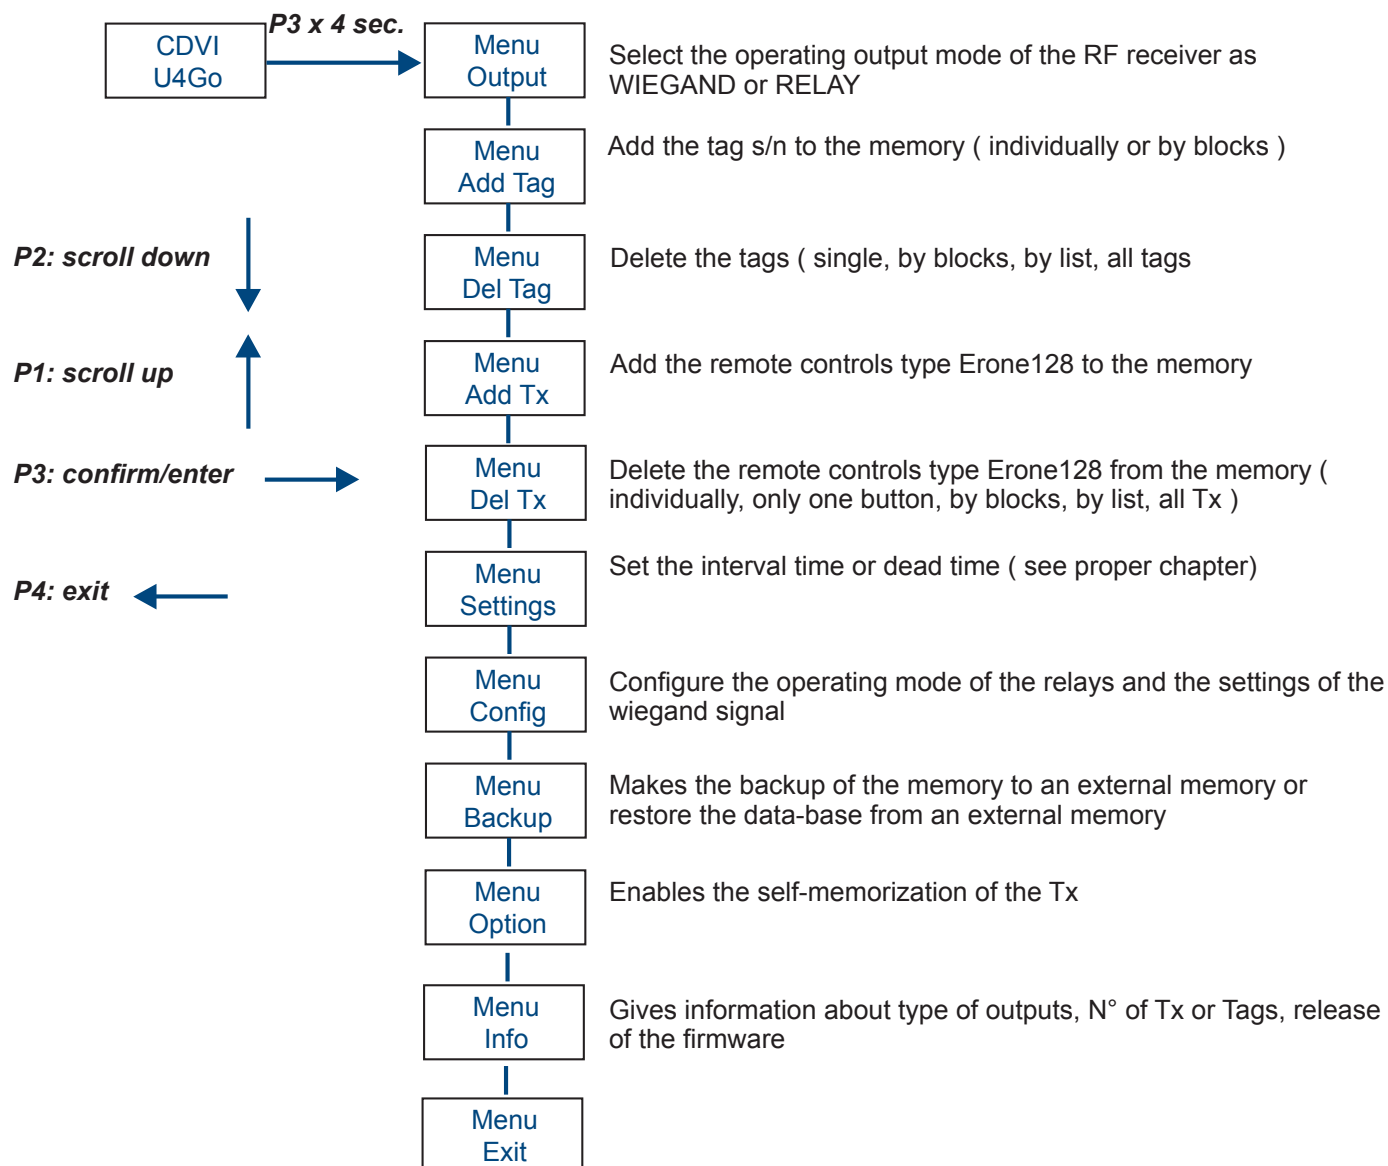 P3 x 4 sec.
CDVI
U4Go
Menu
Output
Select the operating output mode of the RF receiver as
WIEGAND or RELAY
Menu
Add Tag
Add the tag s/n to the memory ( individually or by blocks )
P2: scroll down
Menu
Del Tag
Delete the tags ( single, by blocks, by list, all tags
P1: scroll up
Menu
Add Tx
Add the remote controls type Erone128 to the memory
P3: confirm/enter
Menu
Del Tx
Delete the remote controls type Erone128 from the memory (
individually, only one button, by blocks, by list, all Tx )
P4: exit
Menu
Settings
Set the interval time or dead time ( see proper chapter)
Menu
Config
Configure the operating mode of the relays and the settings of the
wiegand signal
Menu
Backup
Makes the backup of the memory to an external memory or
restore the data-base from an external memory
Menu
Option
Enables the self-memorization of the Tx
Menu
Info
Gives information about type of outputs, N° of Tx or Tags, release
of the firmware
Menu
Exit